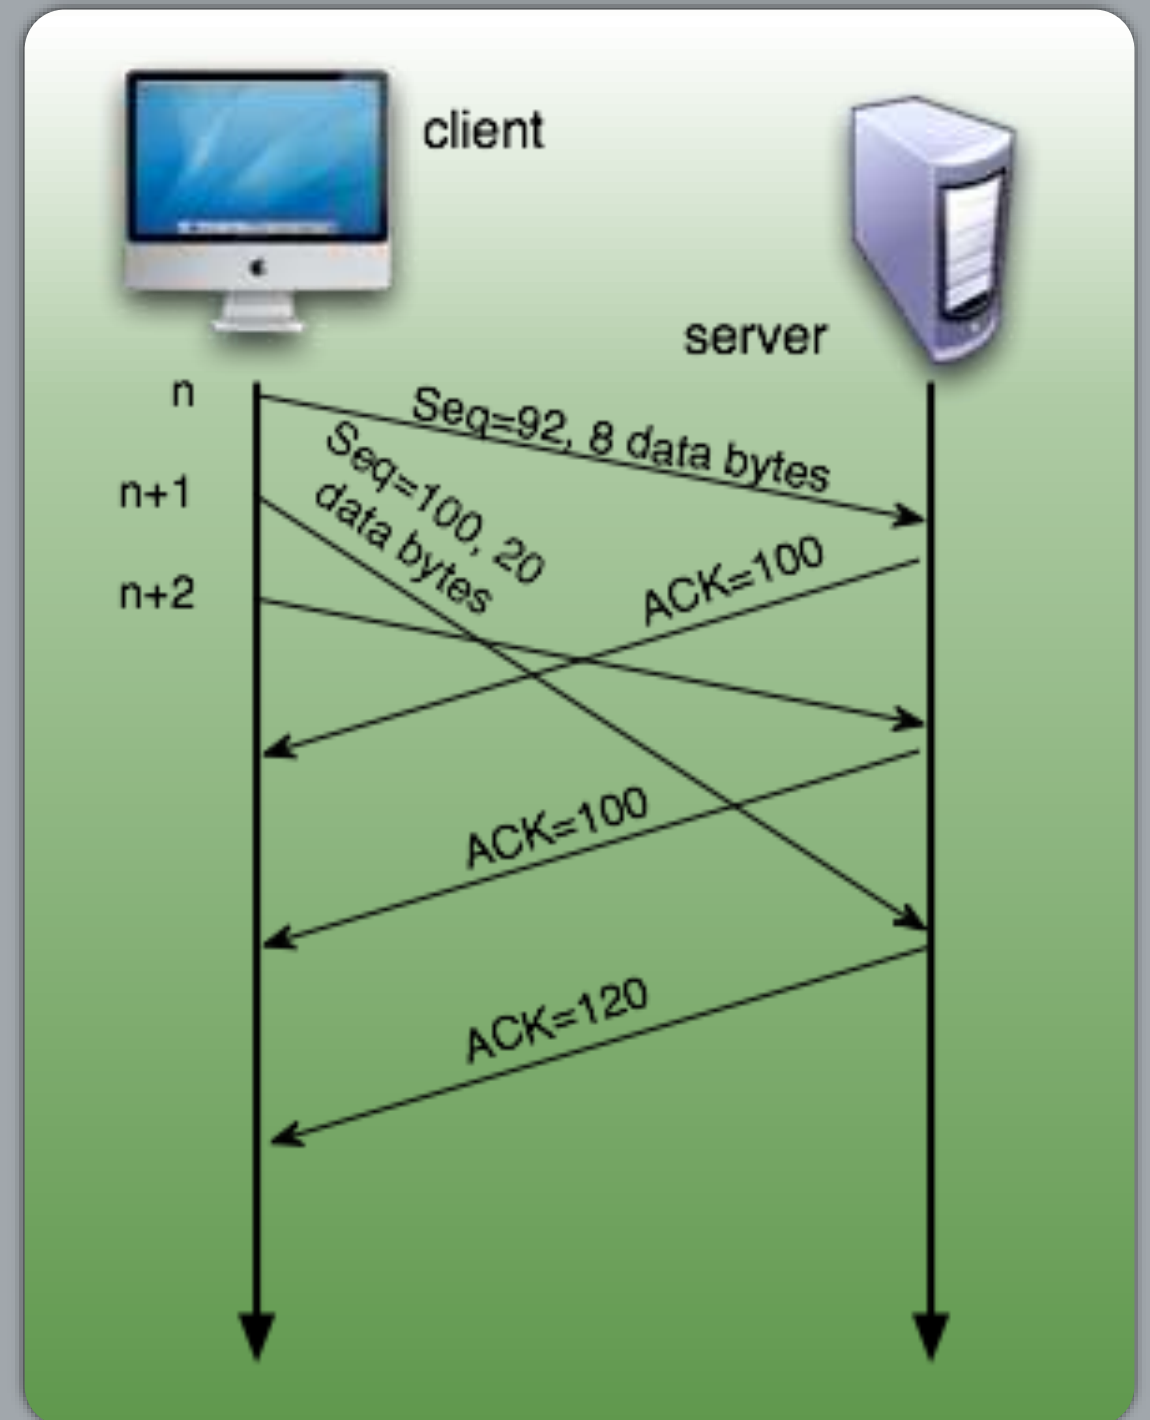 client
server
n
Seq=92, 8 data bytes
Seq=100, 20
data bytes
n+1
ACK=100
n+2
ACK=100
ACK=120